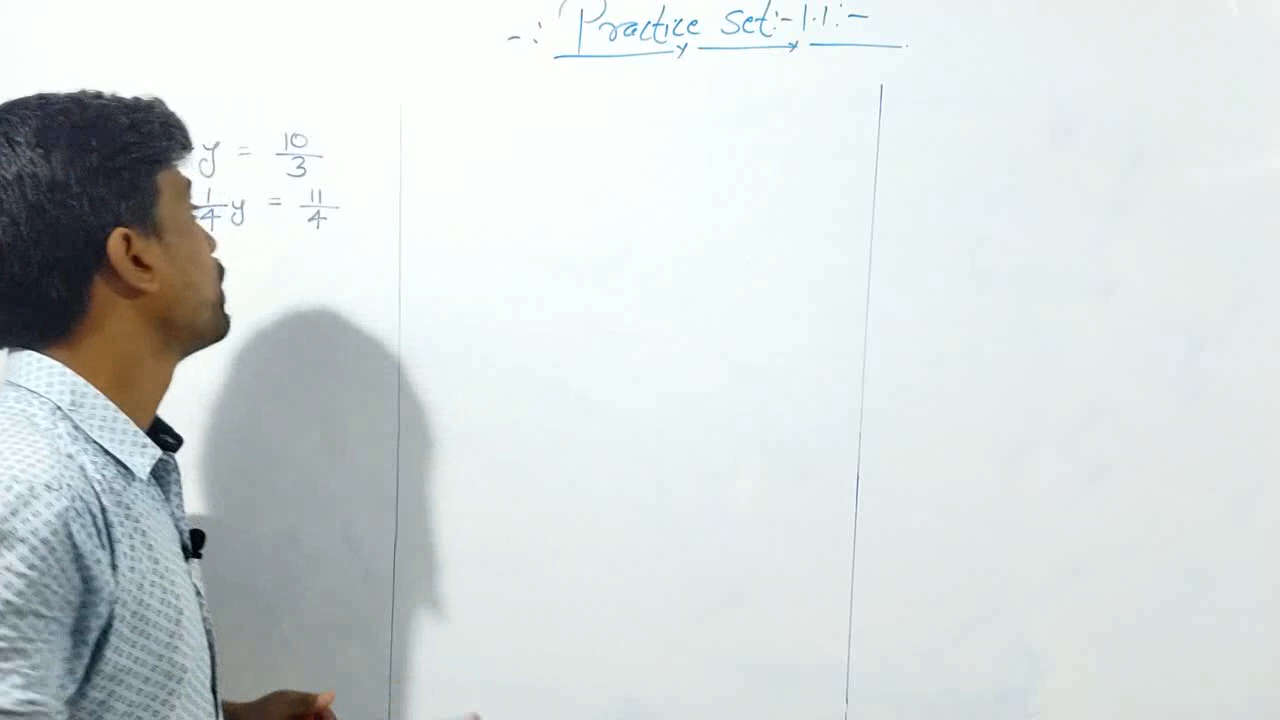 -: Practice Set:- 1.1:-
y = 10/3
1/4 y = 11/4